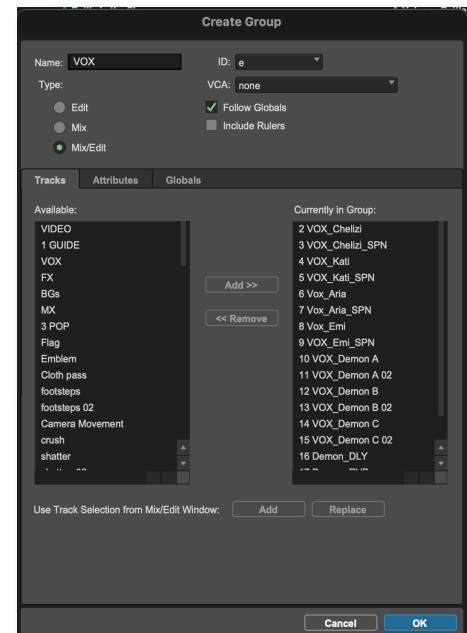 Create Group
Name: VOX
ID: e
Type:
VCA: none
Edit
Mix
Mix/Edit
Follow Globals
Include Rulers
Tracks Attributes Globals
Available:
VIDEO
1 GUIDE
VOX
FX
BGs
MX
3 POP
Flag
Emblem
Cloth pass
footsteps
footsteps 02
Camera Movement
crush
shatter
Add >>
<< Remove
Currently in Group:
2 VOX_Chelizi
3 VOX_Chelizi_SPN
4 VOX_Kati
5 VOX_Kati_SPN
6 Vox_Aria
7 Vox_Aria_SPN
8 Vox_Emi
9 VOX_Emi_SPN
10 VOX_Demon A
11 VOX_Demon A 02
12 VOX_Demon B
13 VOX_Demon B 02
14 VOX_Demon C
15 VOX_Demon C 02
16 Demon_DLY
Use Track Selection from Mix/Edit Window: Add Replace
Cancel OK